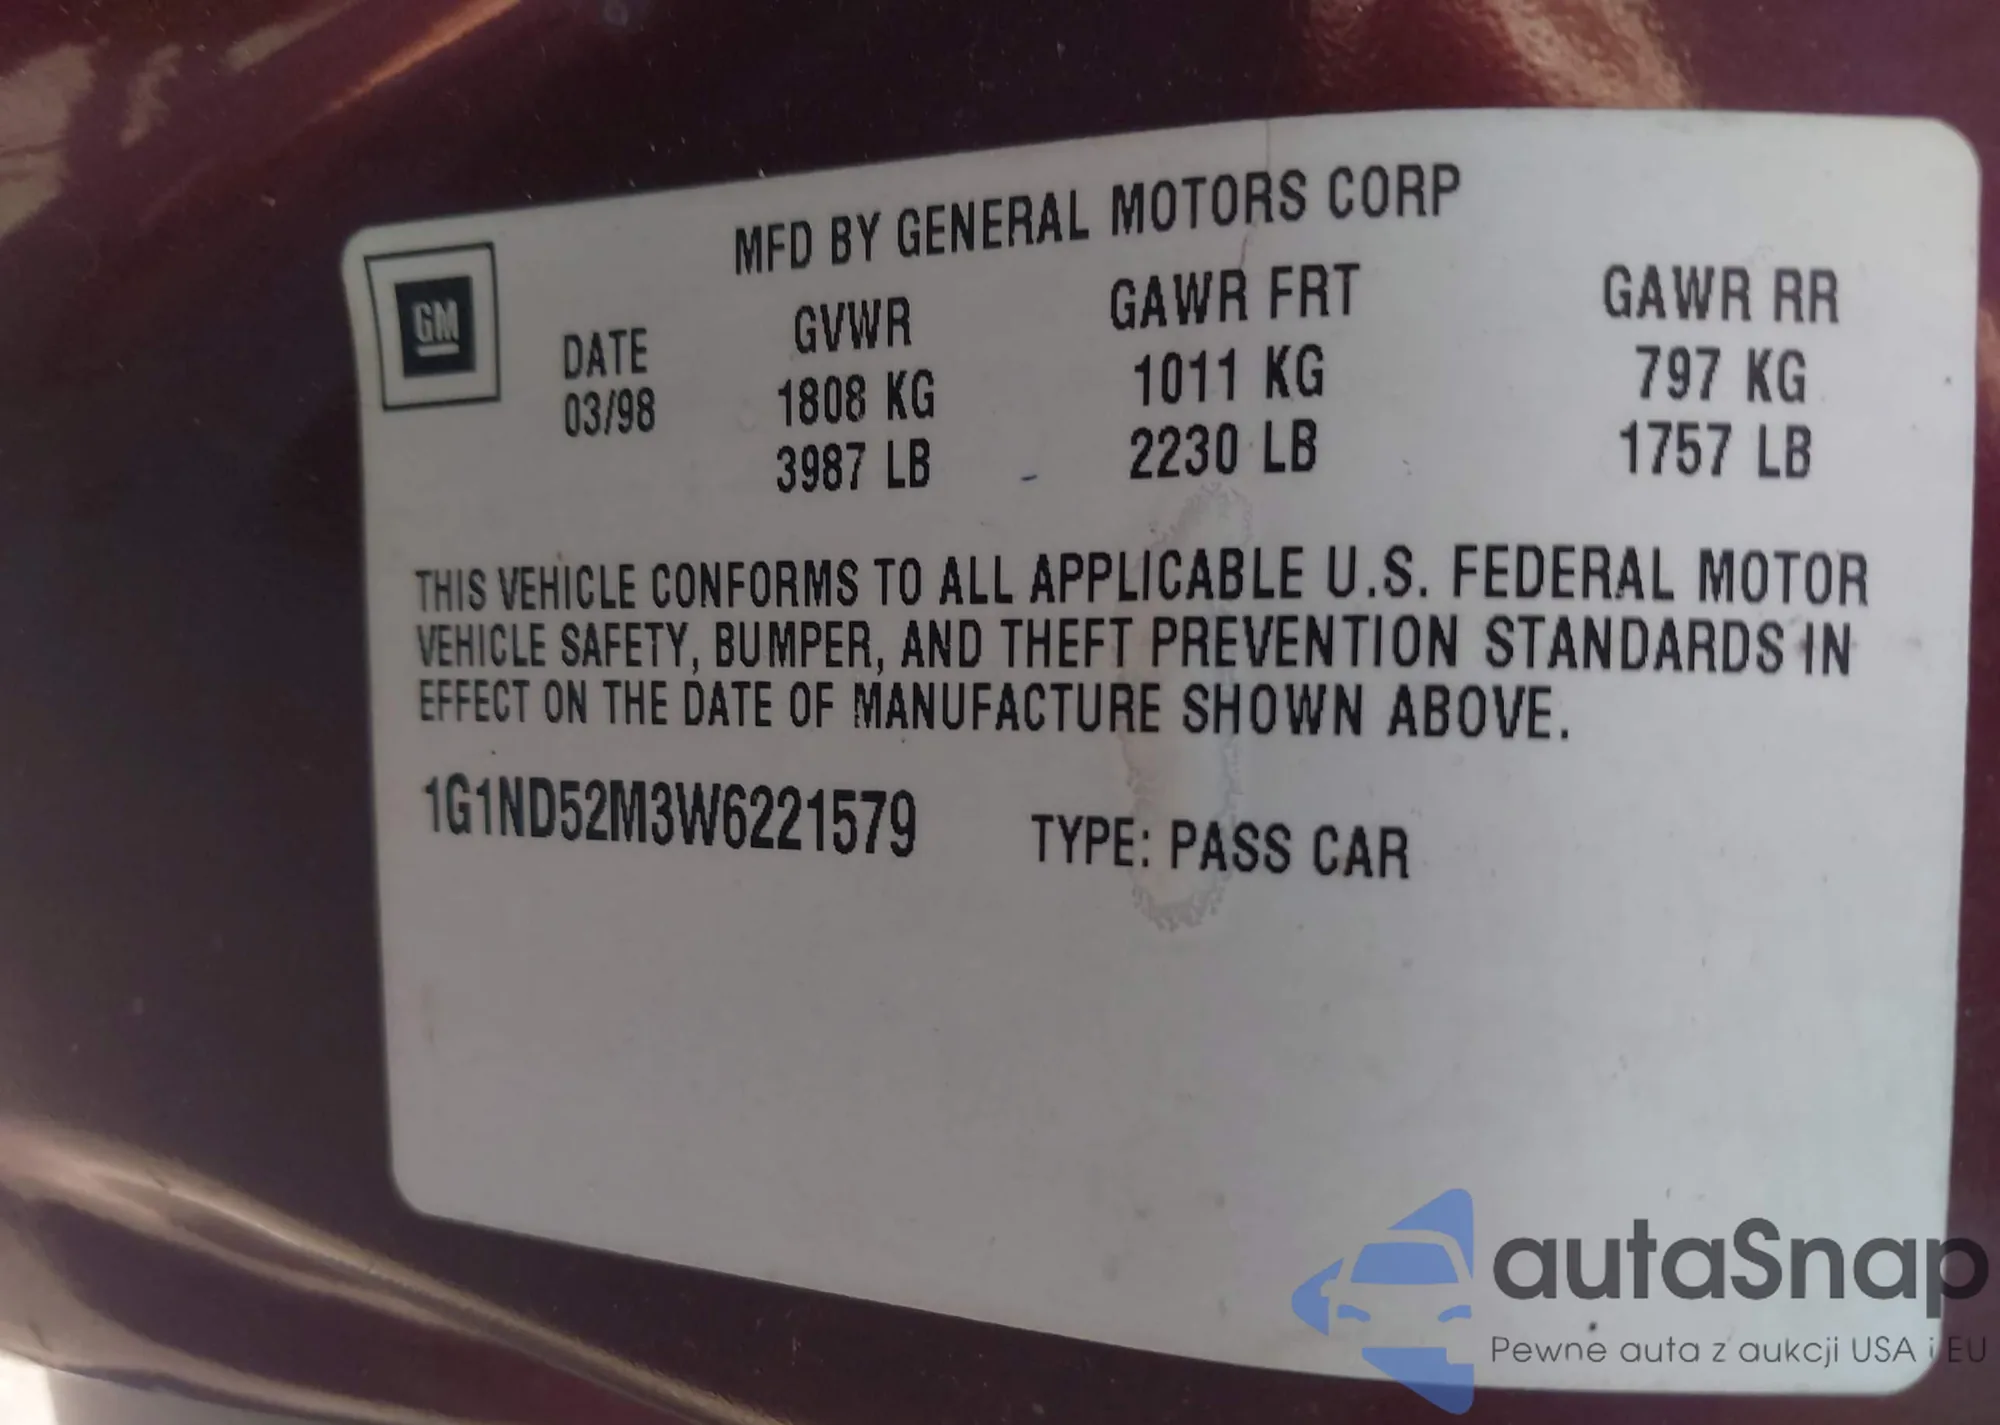 MFD BY GENERAL MOTORS CORP
GM
DATE GVWR GAWR FRT GAWR RR
03/98 1808 KG 1011 KG 797 KG
3987 LB 2230 LB 1757 LB
THIS VEHICLE CONFORMS TO ALL APPLICABLE U.S. FEDERAL MOTOR
VEHICLE SAFETY, BUMPER, AND THEFT PREVENTION STANDARDS IN
EFFECT ON THE DATE OF MANUFACTURE SHOWN ABOVE.
1G1ND52M3W6221579 TYPE: PASS CAR
autaSnap
Pewne auta z aukcji USA i EU